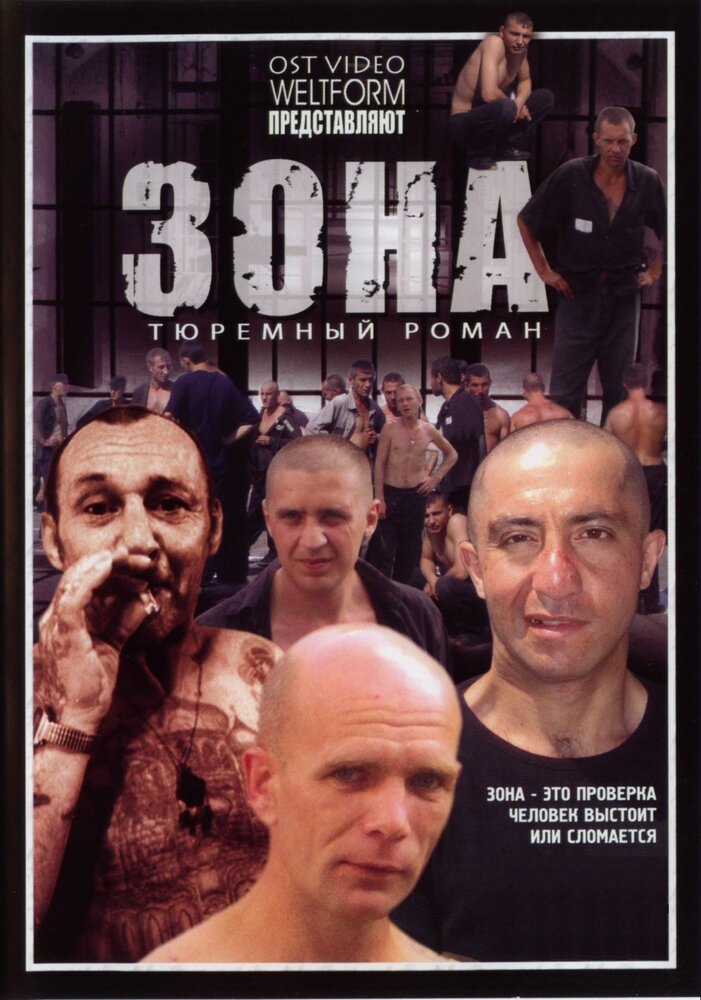 OST VIDEO
WELTFORM
ПРЕДСТАВЛЯЮТ
ЗОНА
ТЮРЕМНЫЙ РОМАН
ЗОНА - ЭТО ПРОВЕРКА
ЧЕЛОВЕК ВЫСТОИТ
ИЛИ СЛОМАЕТСЯ